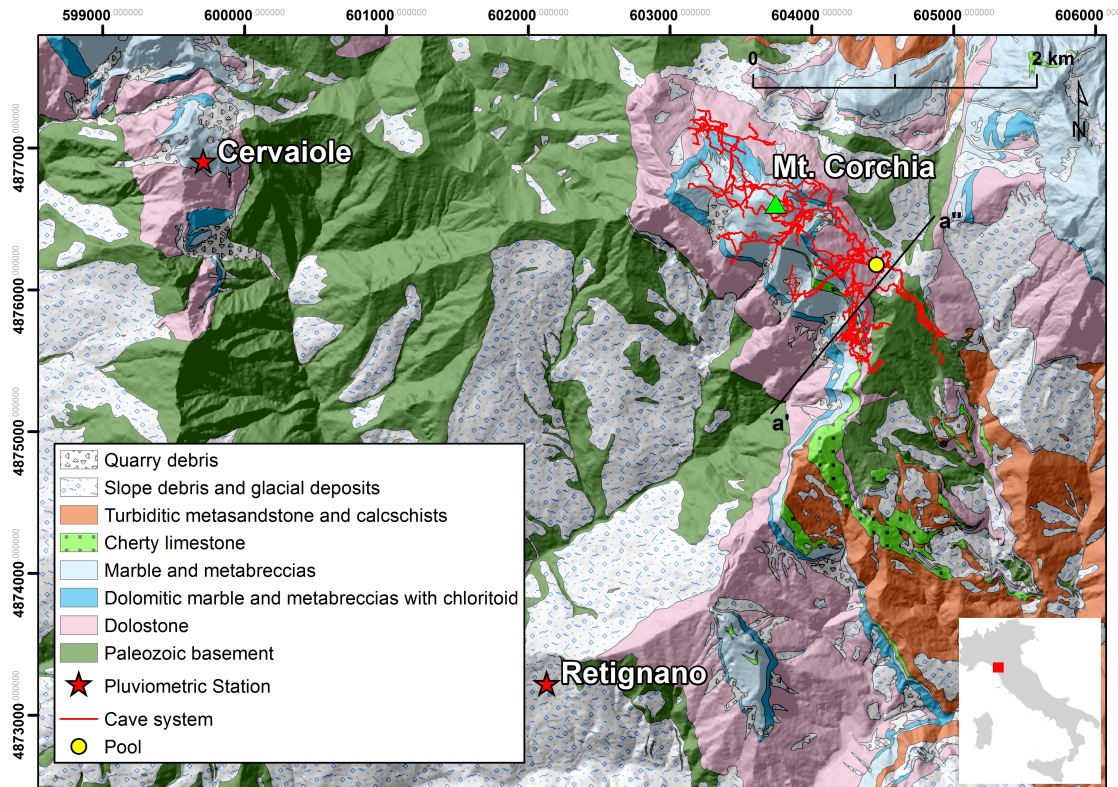 599000.000000
600000.000000
601000.000000
602000.000000
603000.000000
604000.000000
605000.000000
606000.000000
4877000.000000
4876000.000000
4875000.000000
4874000.000000
4873000.000000
0
2 km
N
Cervaiole
Mt. Corchia
a''
a'
Quarry debris
Slope debris and glacial deposits
Turbiditic metasandstone and calcschists
Cherty limestone
Marble and metabreccias
Dolomitic marble and metabreccias with chloritoid
Dolostone
Paleozoic basement
Pluviometric Station
Cave system
Pool
Retignano